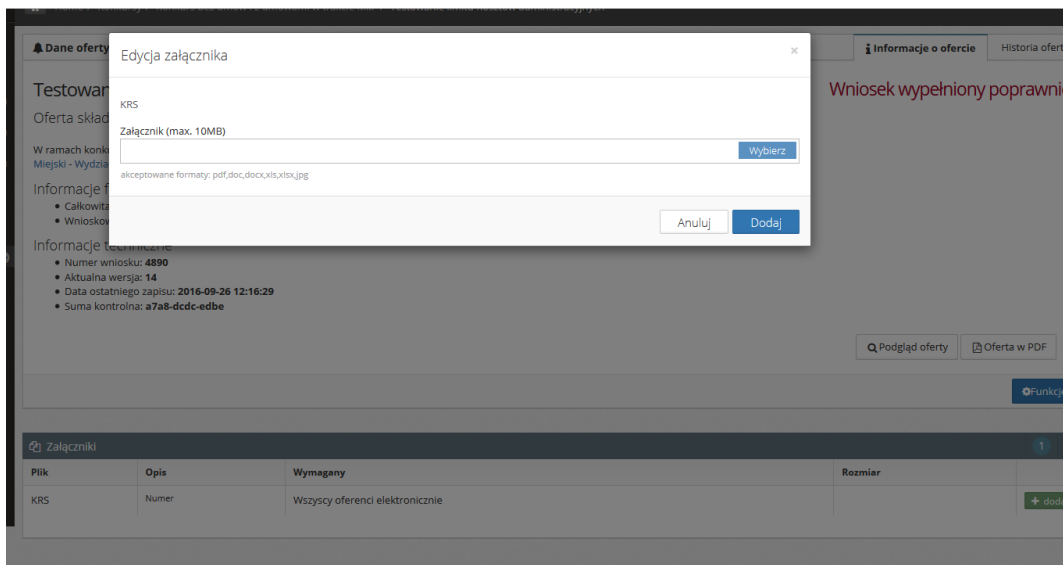 Dane oferty
Informacje o ofercie
Historia ofert
Edycja załącznika
×
KRS
Załącznik (max. 10MB)
Wybierz
akceptowane formaty: pdf,doc,docx,xls,xlsx,jpg
Anuluj
Dodaj
Testowan
Wniosek wypełniony poprawni
Oferta skład
W ramach konk
Miejski - Wydzia
Informacje f
Całkowita
Wnioskow
Informacje techniczne
Numer wniosku: 4890
Aktualna wersja: 14
Data ostatniego zapisu: 2016-09-26 12:16:29
Suma kontrolna: a7a8-dcdc-edbe
Podgląd oferty
Oferta w PDF
Funkcje
Załączniki
1
Plik Opis Wymagany Rozmiar
KRS Numer Wszyscy oferenci elektronicznie
+ doda